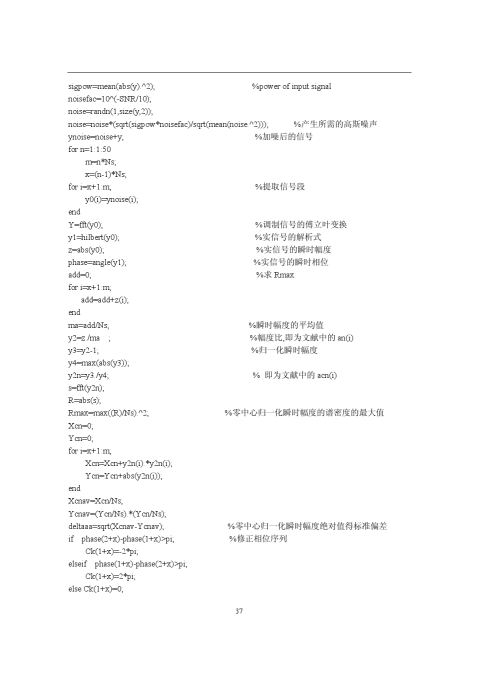 sigpow=mean(abs(y).^2); %power of input signal
noisefac=10^(-SNR/10);
noise=randn(1,size(y,2));
noise=noise*(sqrt(sigpow*noisefac)/sqrt(mean(noise.^2))); %产生所需的高斯噪声
ynoise=noise+y; %加噪后的信号
for n=1:1:50
m=n*Ns;
x=(n-1)*Ns;
for i=x+1:m; %提取信号段
y0(i)=ynoise(i);
end
Y=fft(y0); %调制信号的傅立叶变换
y1=hilbert(y0); %实信号的解析式
z=abs(y0); %实信号的瞬时幅度
phase=angle(y1); %实信号的瞬时相位
add=0; %求 Rmax
for i=x+1:m;
add=add+z(i);
end
ma=add/Ns; %瞬时幅度的平均值
y2=z./ma ; %幅度比,即为文献中的 an(i)
y3=y2-1; %归一化瞬时幅度
y4=max(abs(y3));
y2n=y3./y4; % 即为文献中的 acn(i)
s=fft(y2n);
R=abs(s);
Rmax=max((R)/Ns).^2; %零中心归一化瞬时幅度的谱密度的最大值
Xcn=0;
Ycn=0;
for i=x+1:m;
Xcn=Xcn+y2n(i).*y2n(i);
Ycn=Ycn+abs(y2n(i));
end
Xcnav=Xcn/Ns;
Ycnav=(Ycn/Ns).*(Ycn/Ns);
deltaaa=sqrt(Xcnav-Ycnav); %零中心归一化瞬时幅度绝对值得标准偏差
if phase(2+x)-phase(1+x)>pi; %修正相位序列
Ck(1+x)=-2*pi;
elseif phase(1+x)-phase(2+x)>pi;
Ck(1+x)=2*pi;
else Ck(1+x)=0;
37